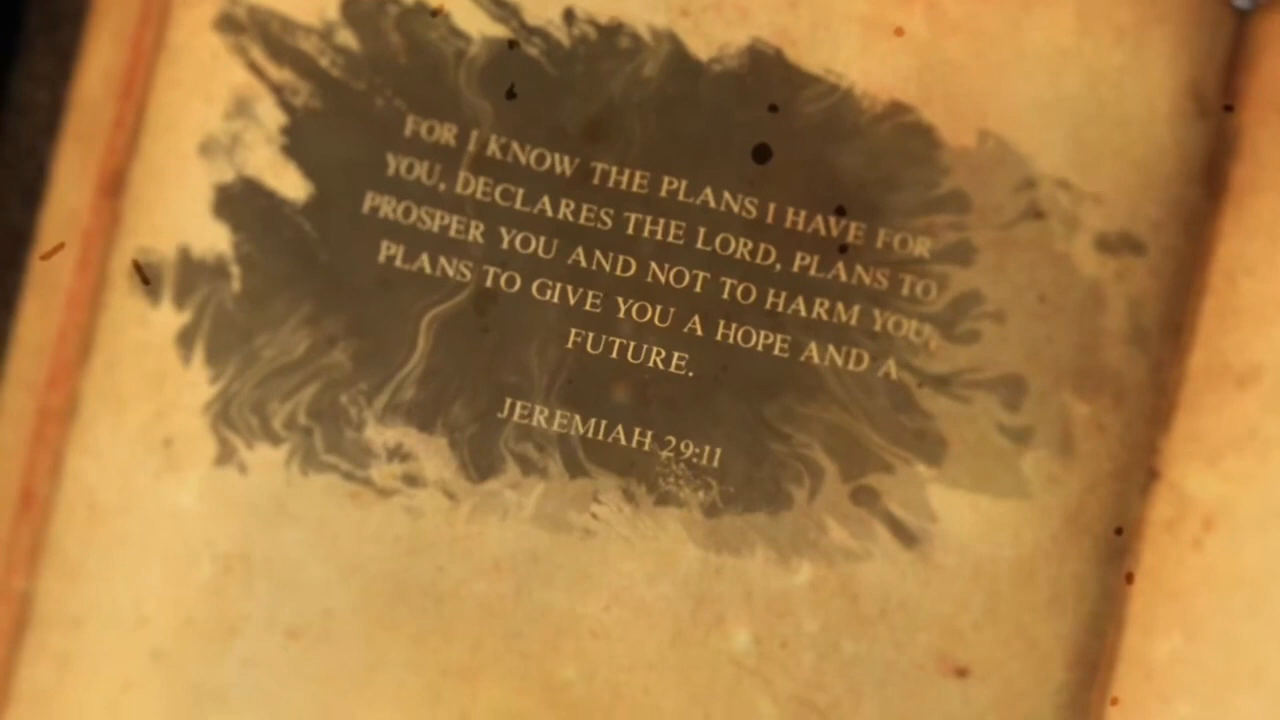 FOR I KNOW THE PLANS I HAVE FOR
YOU, DECLARES THE LORD, PLANS TO
PROSPER YOU AND NOT TO HARM YOU,
PLANS TO GIVE YOU A HOPE AND A
FUTURE.
JEREMIAH 29:11